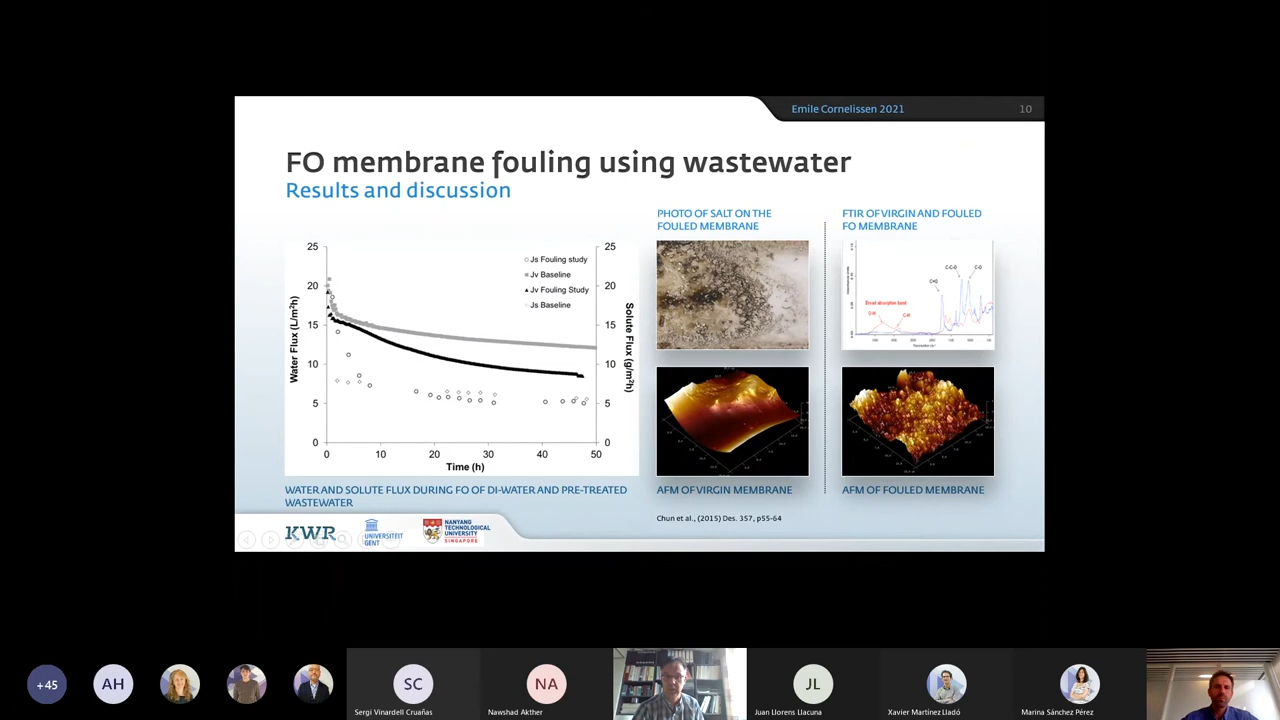 Emile Cornelissen 2021
10
FO membrane fouling using wastewater
Results and discussion
PHOTO OF SALT ON THE
FOULED MEMBRANE
FTIR OF VIRGIN AND FOULED
FO MEMBRANE
25
20
15
10
5
0
Water Flux (L/m²h)
Js Fouling study
Jv Baseline
Jv Fouling Study
Js Baseline
25
20
15
10
5
0
Solute Flux (g/m²h)
0
10
20
30
40
50
Time (h)
C=O
C-C-O
C-O
Broad absorption band
O-H
C-H
WATER AND SOLUTE FLUX DURING FO OF DI-WATER AND PRE-TREATED
WASTEWATER
AFM OF VIRGIN MEMBRANE
AFM OF FOULED MEMBRANE
Chun et al., (2015) Des. 357, p55-64
KWR
UNIVERSITEIT
GENT
NANYANG
TECHNOLOGICAL
UNIVERSITY
SINGAPORE
+45
AH
SC
Sergi Vinardell Cruañas
NA
Nawshad Akther
JL
Juan Llorens Llacuna
Xavier Martínez Lladó
Marina Sánchez Pérez